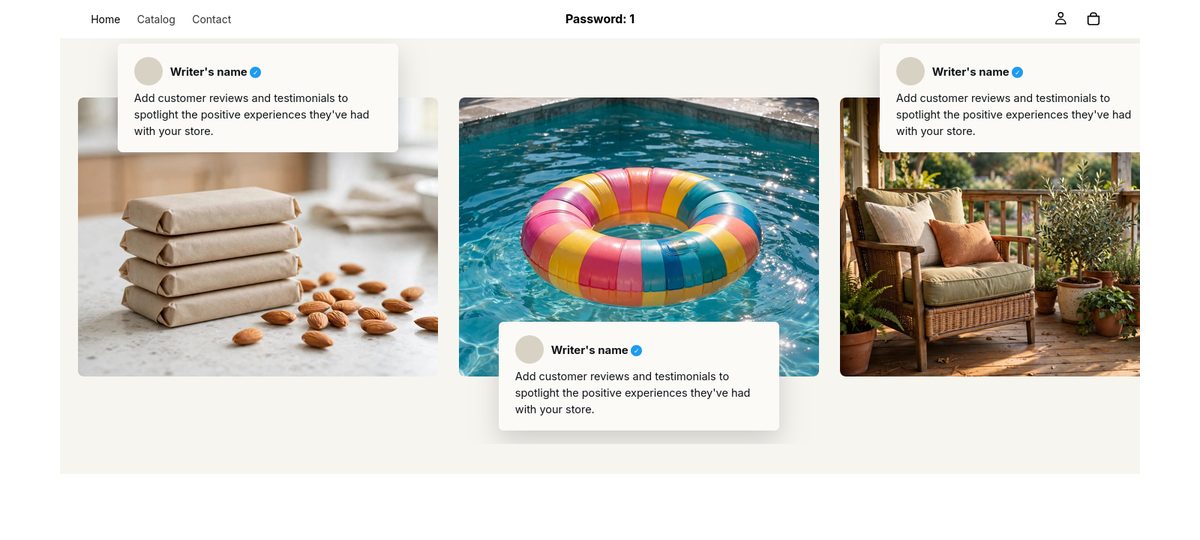 Home Catalog Contact
Password: 1
Writer's name
Add customer reviews and testimonials to
spotlight the positive experiences they've had
with your store.
Writer's name
Add customer reviews and testimonials to
spotlight the positive experiences they've had
with your store.
Writer's name
Add customer reviews and testimonials to
spotlight the positive experiences they've had
with your store.